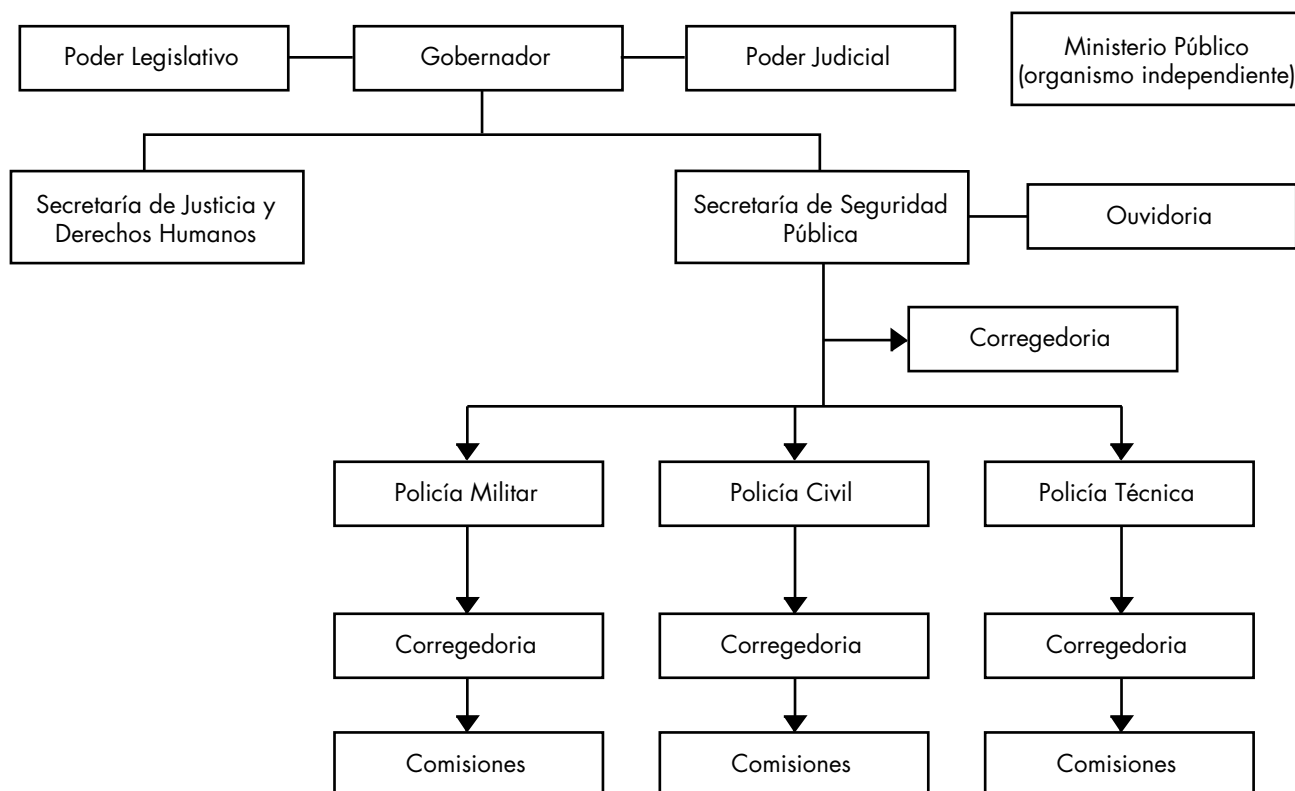 Poder Legislativo
Gobernador
Poder Judicial
Ministerio Público
(organismo independiente)
Secretaría de Justicia y
Derechos Humanos
Secretaría de Seguridad
Pública
Ouvidoria
Corregedoria
Policía Militar
Policía Civil
Policía Técnica
Corregedoria
Corregedoria
Corregedoria
Comisiones
Comisiones
Comisiones